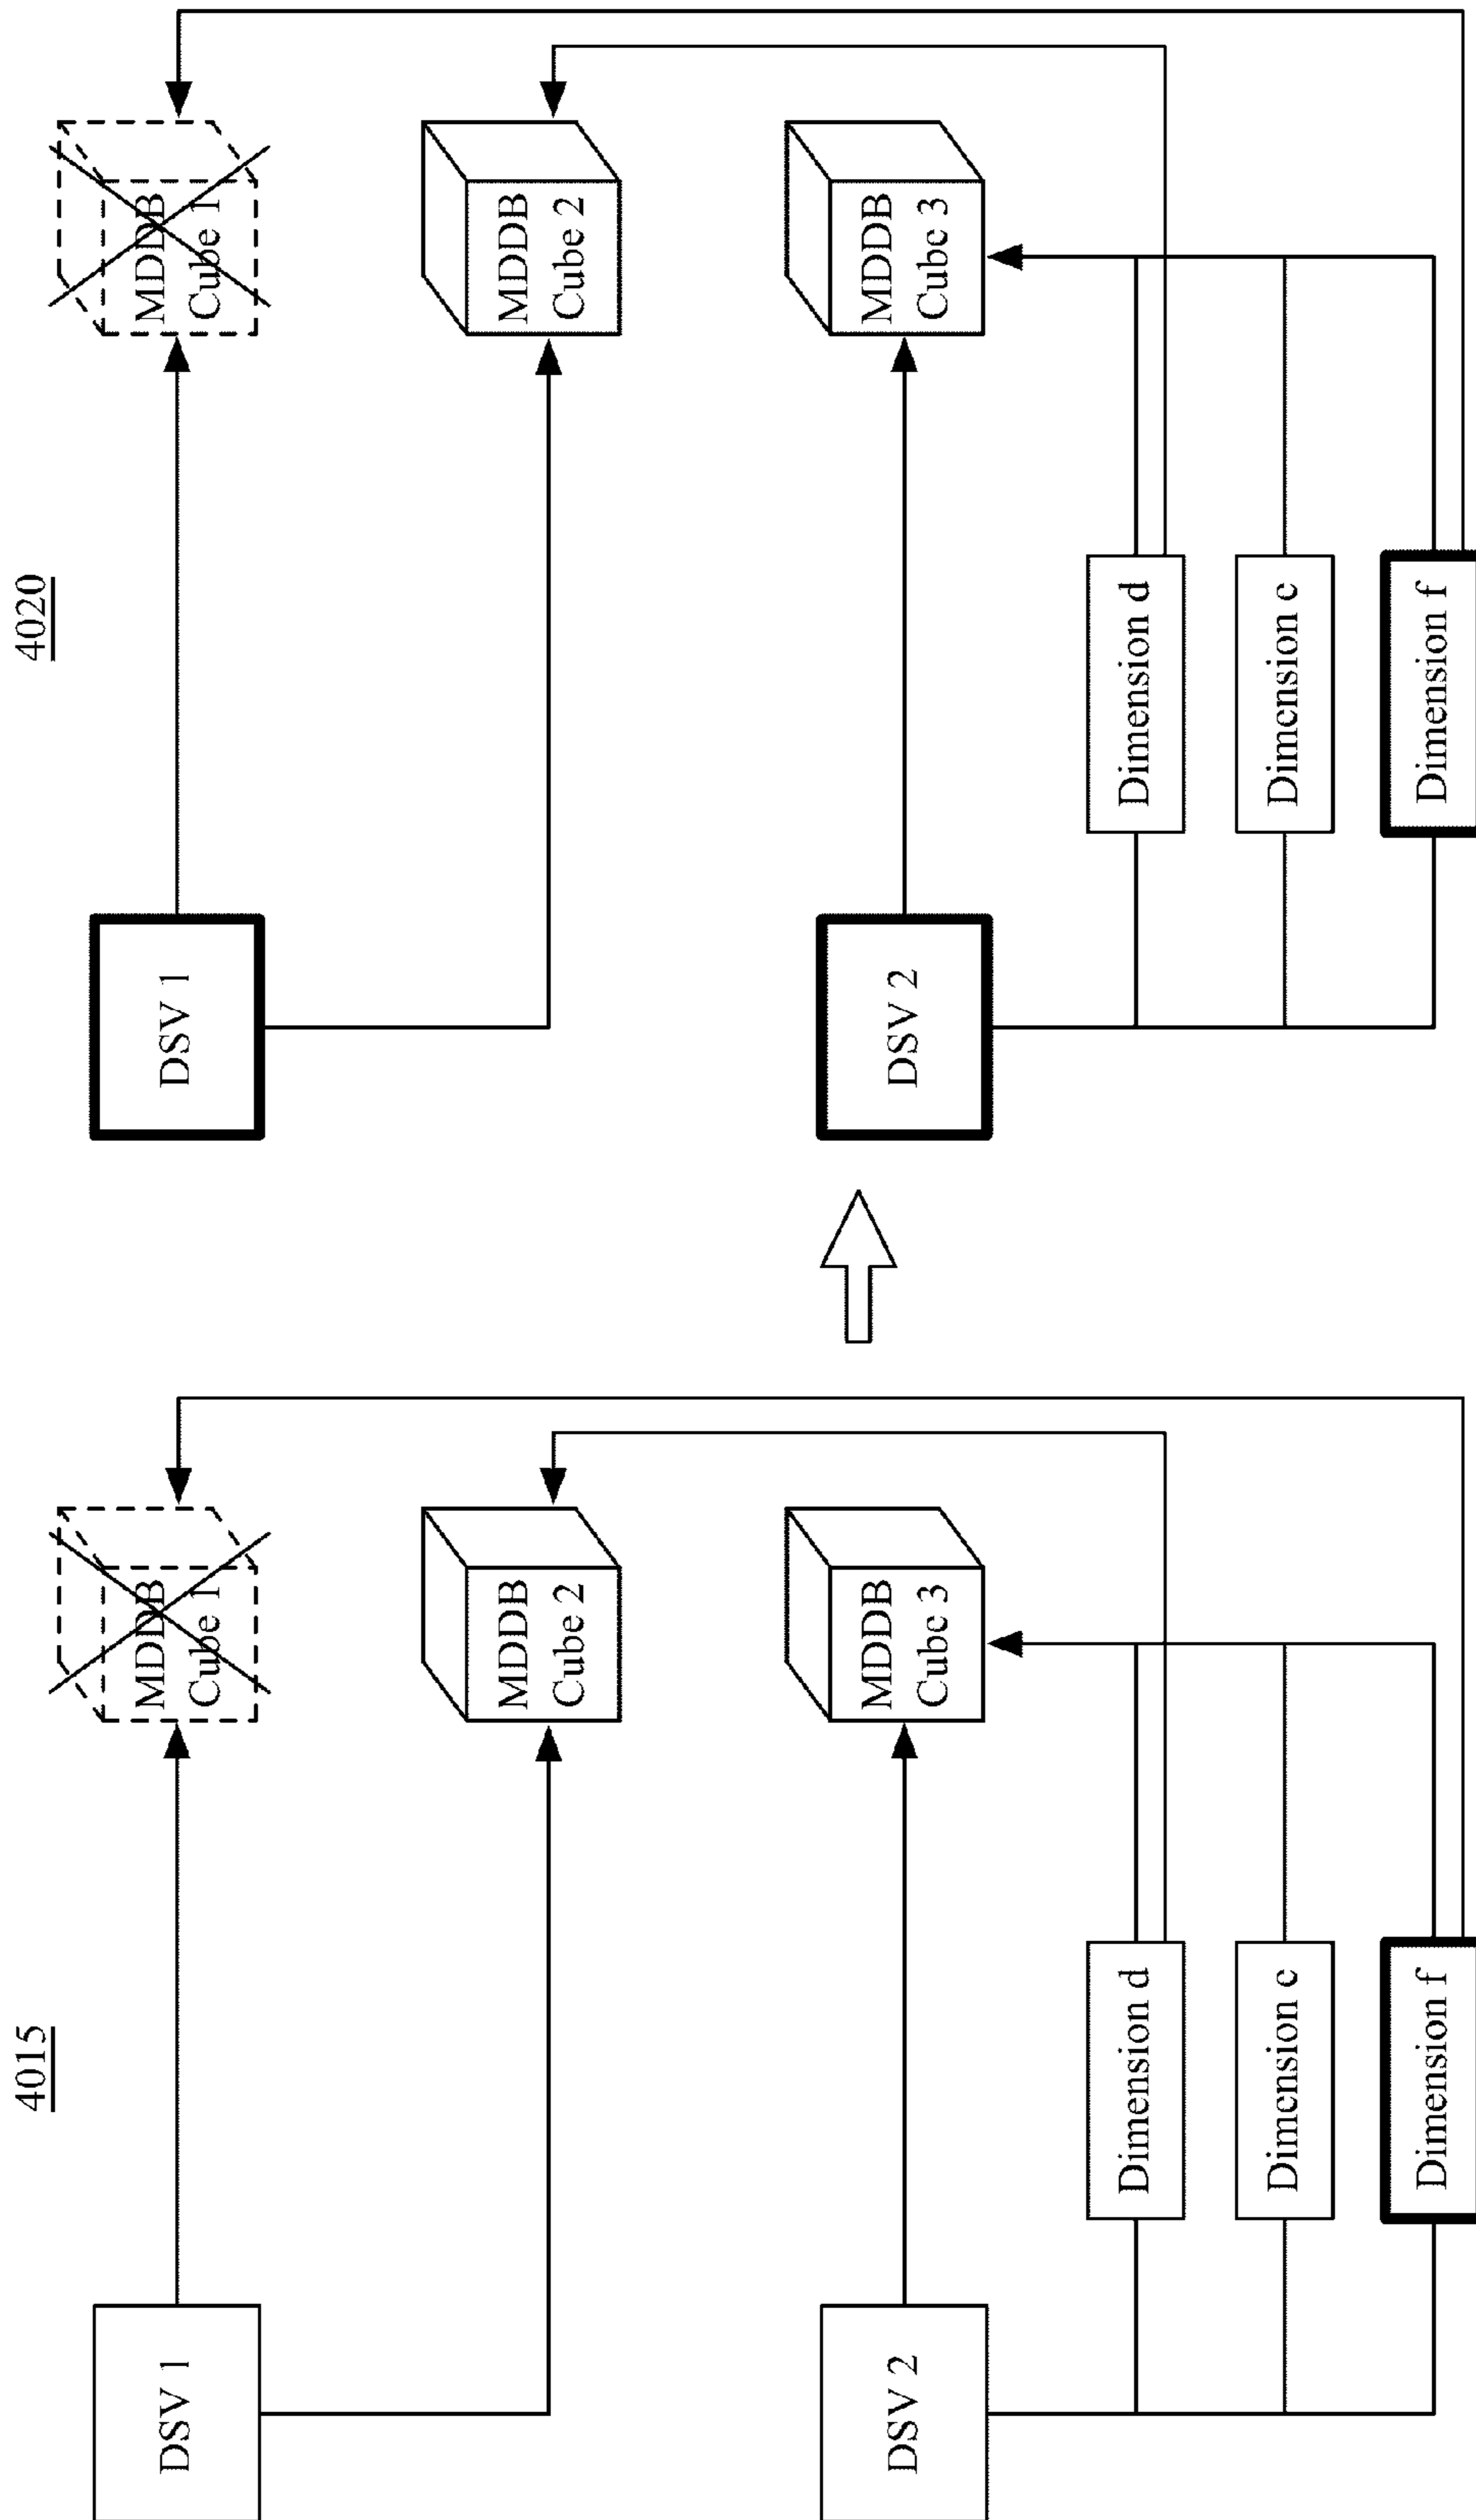 4015
DSV 1
MDDB
Cube 1
MDDB
Cube 2
DSV 2
MDDB
Cube 3
Dimension d
Dimension e
Dimension f
4020
DSV 1
MDDB
Cube 1
MDDB
Cube 2
DSV 2
MDDB
Cube 3
Dimension d
Dimension e
Dimension f